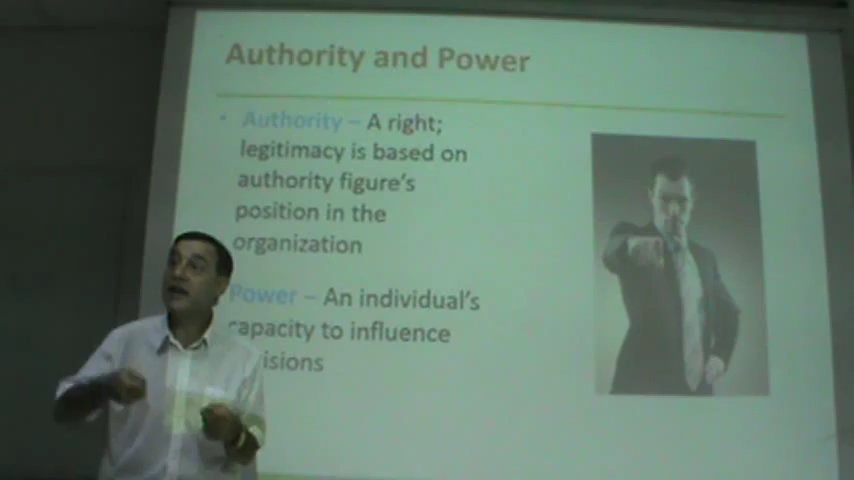 Authority and Power
• Authority – A right;
legitimacy is based on
authority figure's
position in the
organization
Power – An individual's
capacity to influence
isions